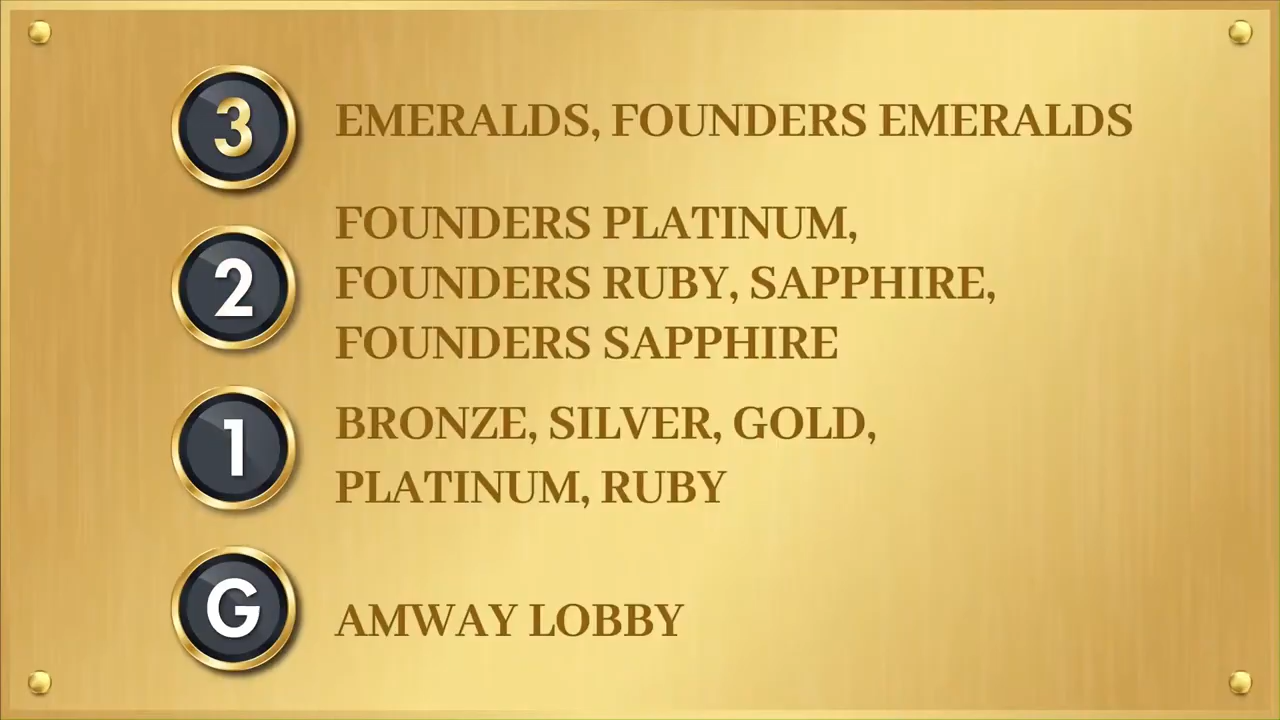 3 EMERALDS, FOUNDERS EMERALDS
FOUNDERS PLATINUM,
2 FOUNDERS RUBY, SAPPHIRE,
FOUNDERS SAPPHIRE
1 BRONZE, SILVER, GOLD,
PLATINUM, RUBY
G AMWAY LOBBY